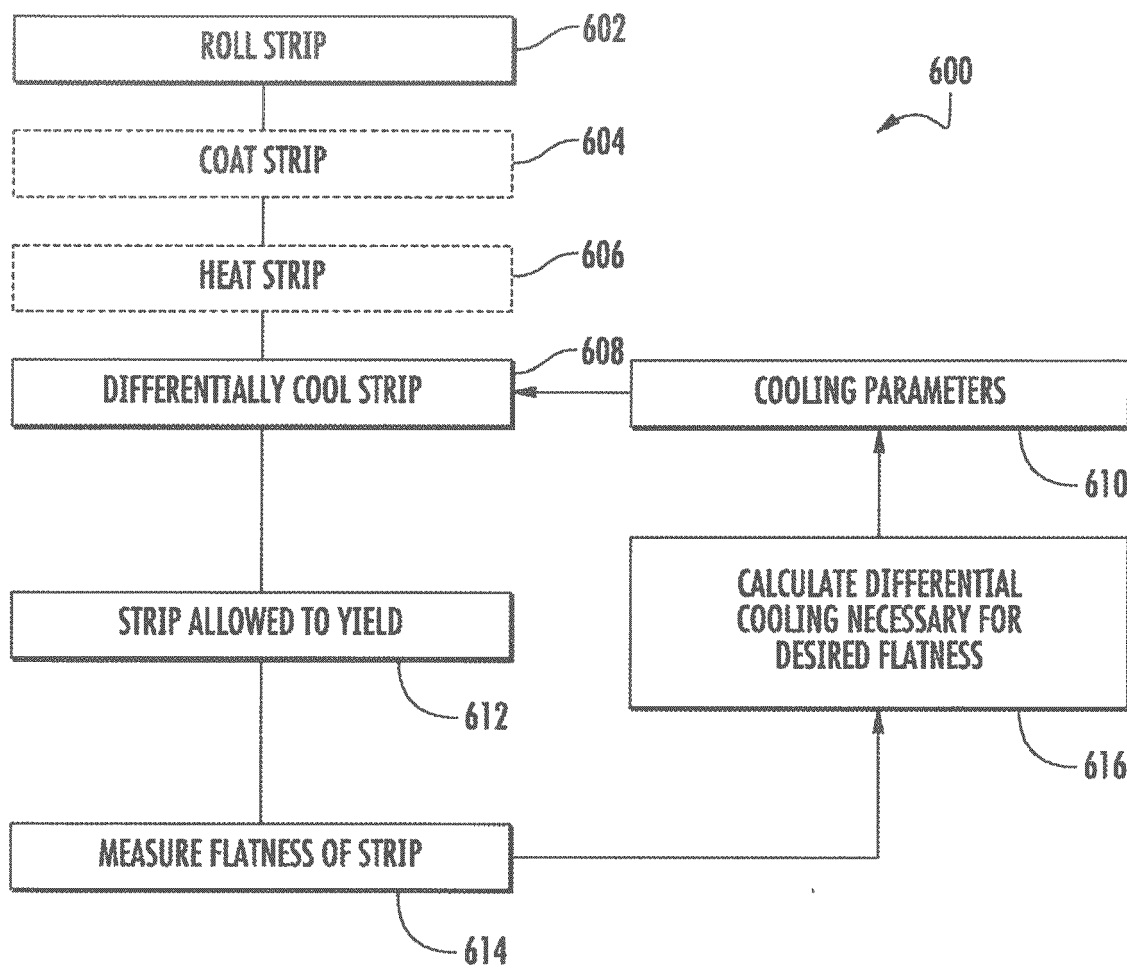 ROLL STRIP
602
600
COAT STRIP
604
HEAT STRIP
606
DIFFERENTIALLY COOL STRIP
608
COOLING PARAMETERS
610
CALCULATE DIFFERENTIAL
COOLING NECESSARY FOR
DESIRED FLATNESS
616
STRIP ALLOWED TO YIELD
612
MEASURE FLATNESS OF STRIP
614